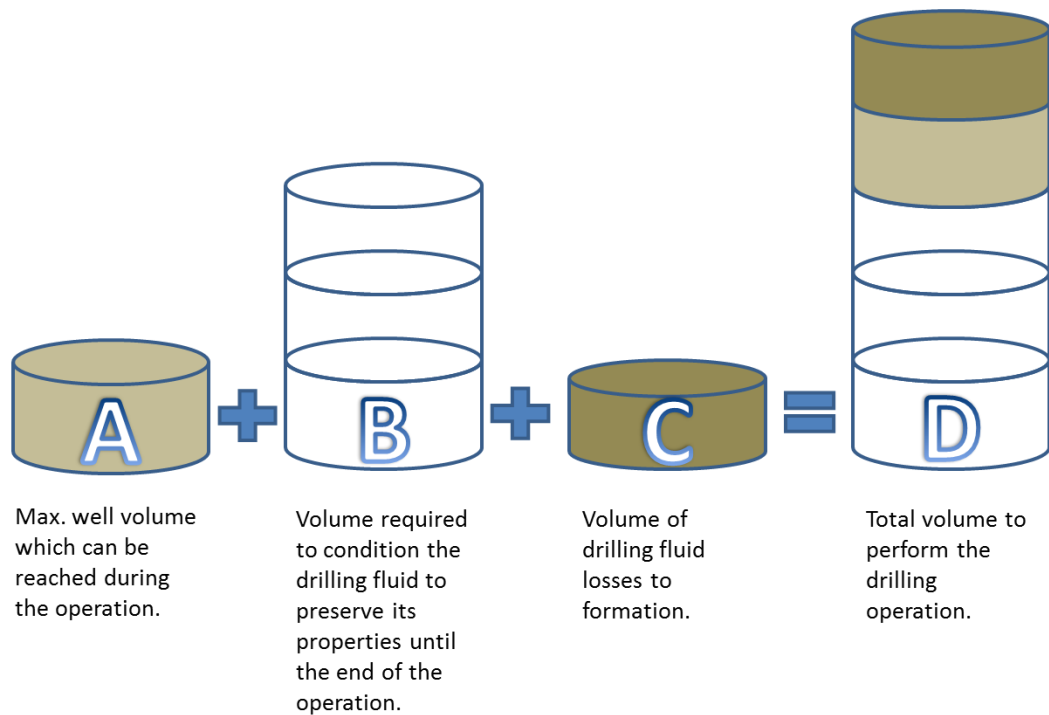 A
B
C
D
Max. well volume
which can be
reached during
the operation.
Volume required
to condition the
drilling fluid to
preserve its
properties until
the end of the
operation.
Volume of
drilling fluid
losses to
formation.
Total volume to
perform the
drilling
operation.